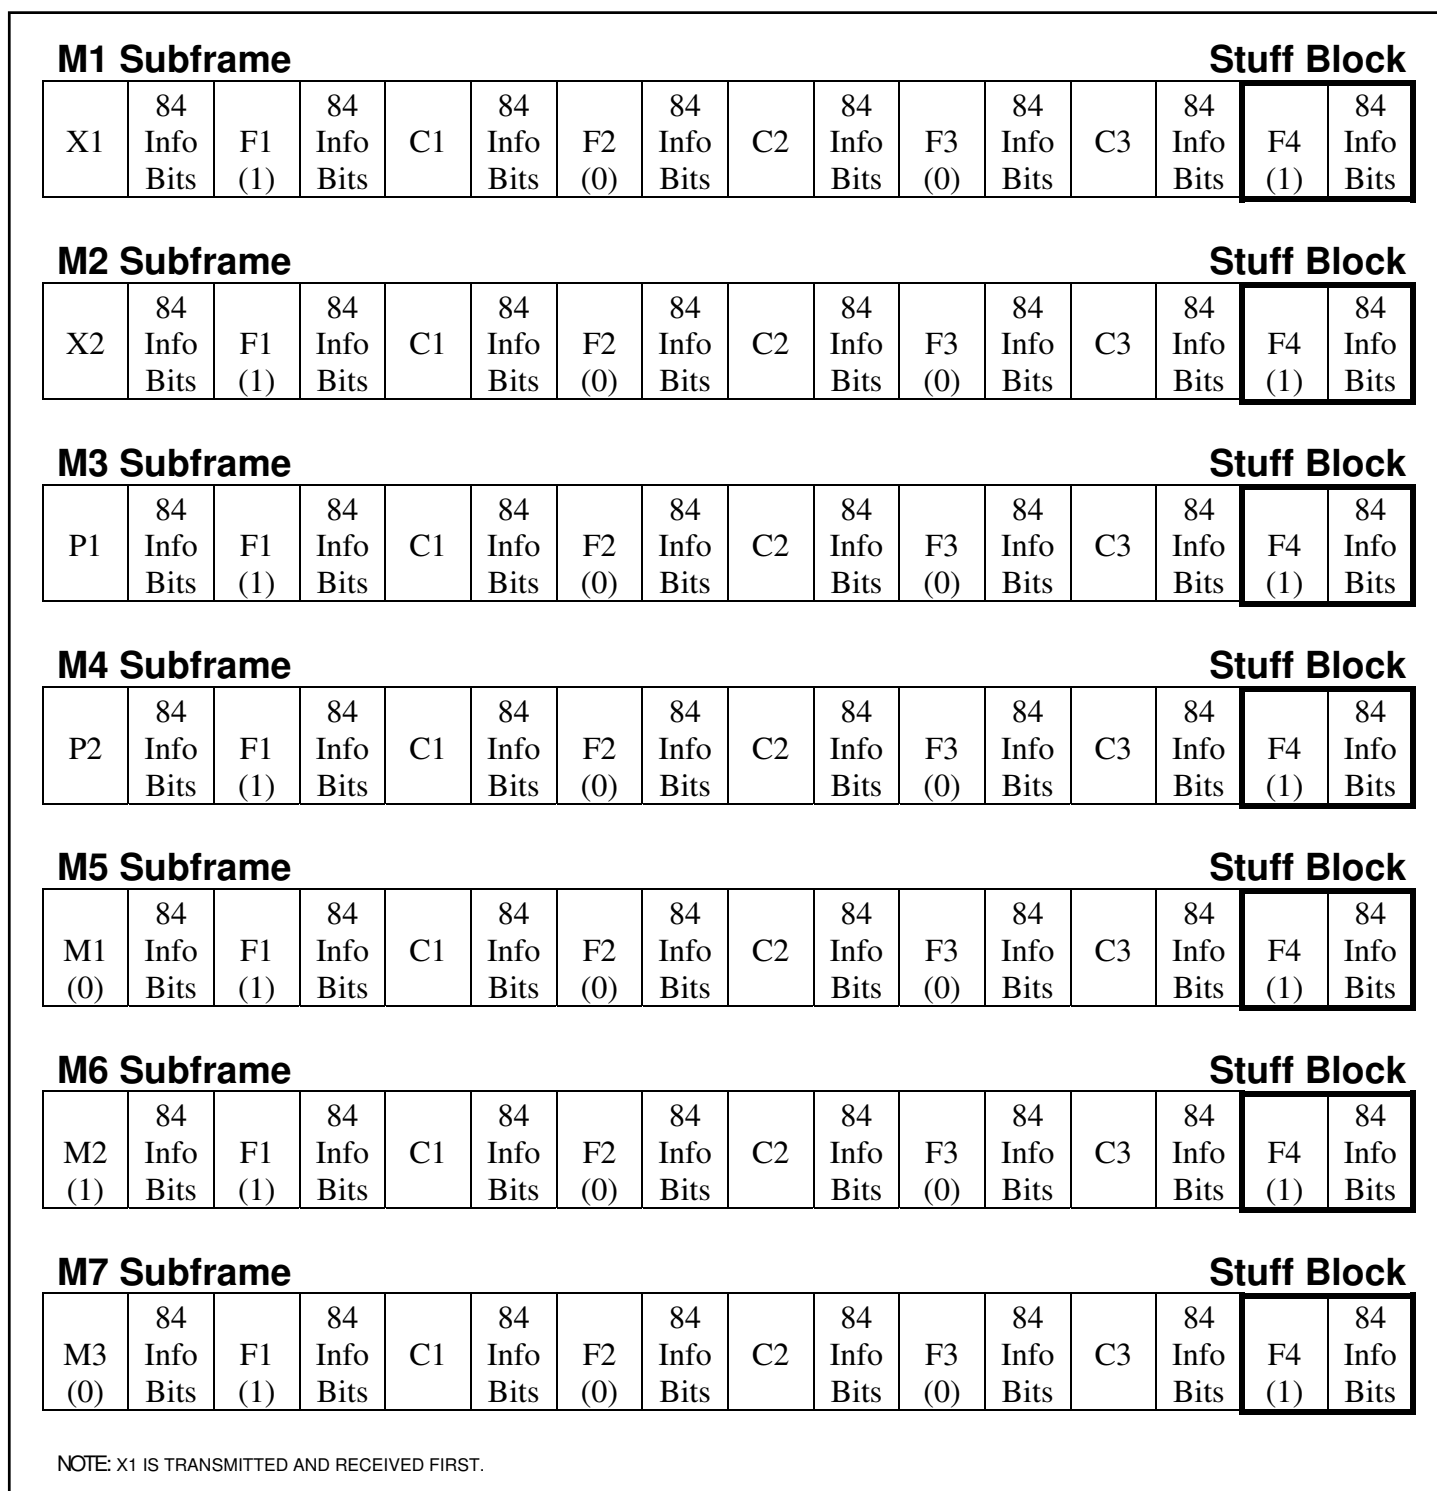 M1 Subframe Stuff Block
84 84 84 84 84 84 84 84
X1 Info F1 Info C1 Info F2 Info C2 Info F3 Info C3 Info F4 Info
Bits (1) Bits Bits (0) Bits Bits (0) Bits Bits (1) Bits
M2 Subframe Stuff Block
84 84 84 84 84 84 84 84
X2 Info F1 Info C1 Info F2 Info C2 Info F3 Info C3 Info F4 Info
Bits (1) Bits Bits (0) Bits Bits (0) Bits Bits (1) Bits
M3 Subframe Stuff Block
84 84 84 84 84 84 84 84
P1 Info F1 Info C1 Info F2 Info C2 Info F3 Info C3 Info F4 Info
Bits (1) Bits Bits (0) Bits Bits (0) Bits Bits (1) Bits
M4 Subframe Stuff Block
84 84 84 84 84 84 84 84
P2 Info F1 Info C1 Info F2 Info C2 Info F3 Info C3 Info F4 Info
Bits (1) Bits Bits (0) Bits Bits (0) Bits Bits (1) Bits
M5 Subframe Stuff Block
84 84 84 84 84 84 84 84
M1 Info F1 Info C1 Info F2 Info C2 Info F3 Info C3 Info F4 Info
(0) Bits (1) Bits Bits (0) Bits Bits (0) Bits Bits (1) Bits
M6 Subframe Stuff Block
84 84 84 84 84 84 84 84
M2 Info F1 Info C1 Info F2 Info C2 Info F3 Info C3 Info F4 Info
(1) Bits (1) Bits Bits (0) Bits Bits (0) Bits Bits (1) Bits
M7 Subframe Stuff Block
84 84 84 84 84 84 84 84
M3 Info F1 Info C1 Info F2 Info C2 Info F3 Info C3 Info F4 Info
(0) Bits (1) Bits Bits (0) Bits Bits (0) Bits Bits (1) Bits
NOTE: X1 IS TRANSMITTED AND RECEIVED FIRST.